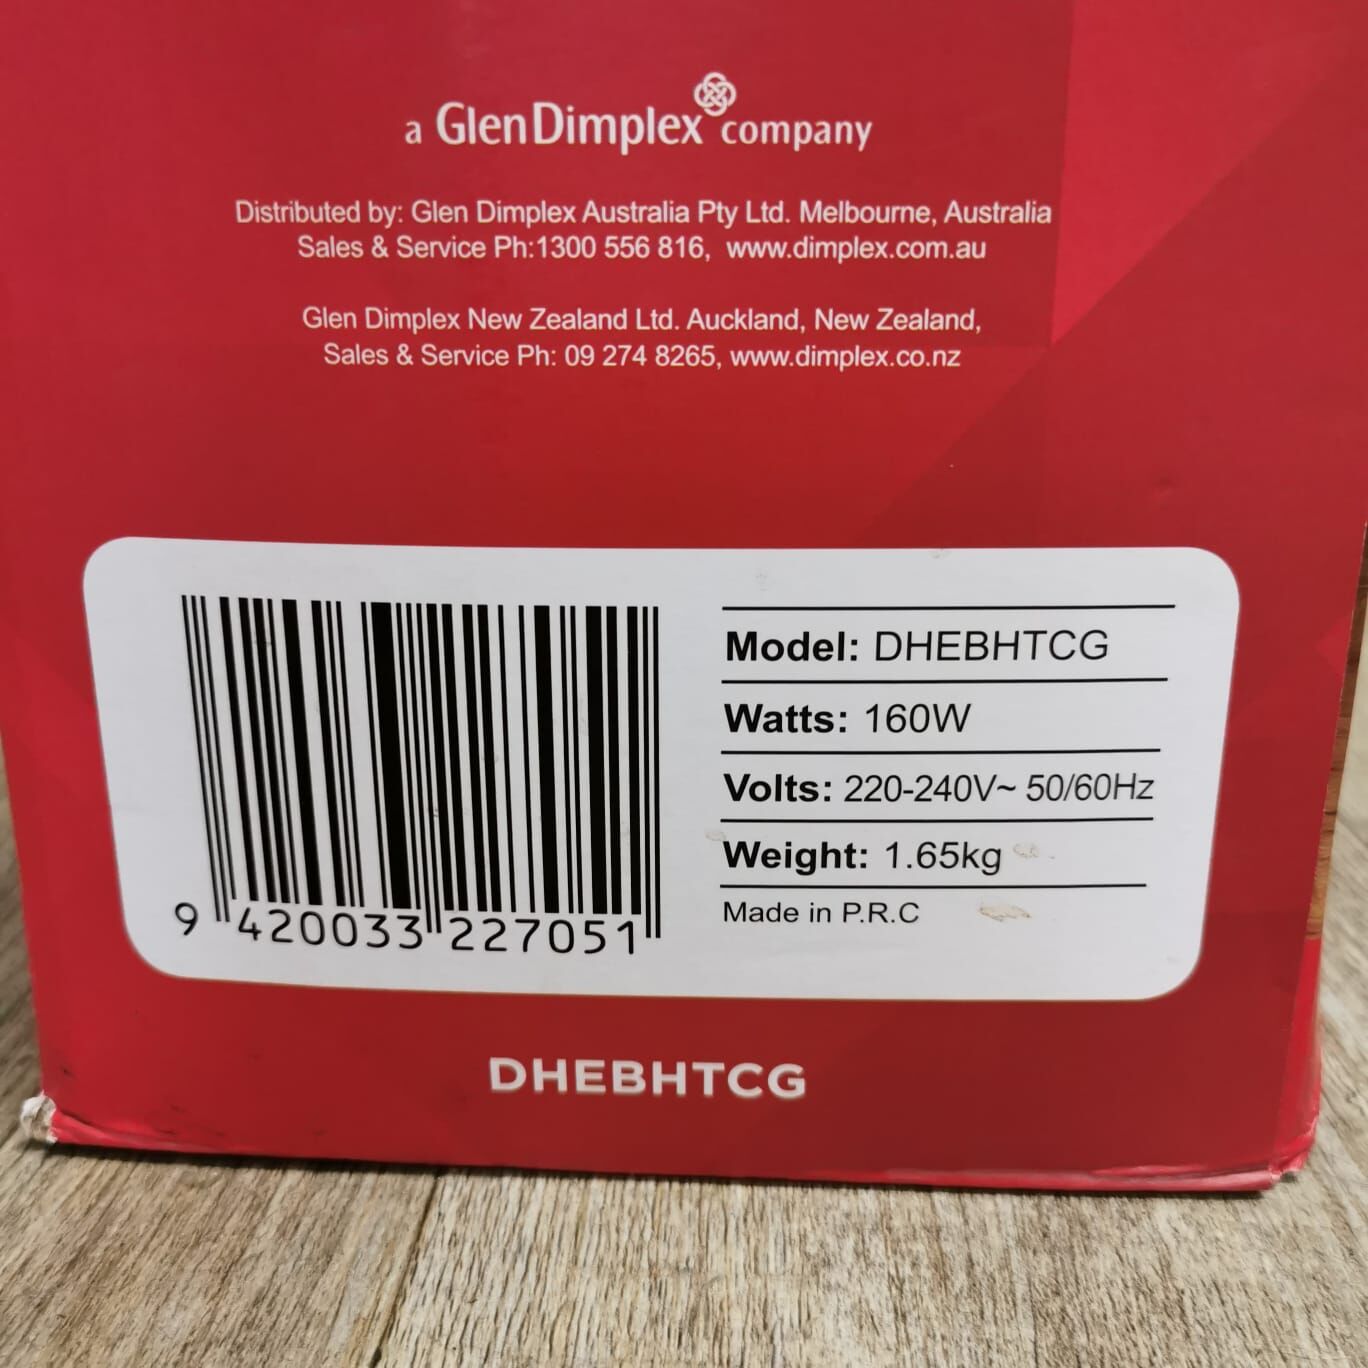 a GlenDimplex company
Distributed by: Glen Dimplex Australia Pty Ltd. Melbourne, Australia
Sales & Service Ph:1300 556 816, www.dimplex.com.au
Glen Dimplex New Zealand Ltd. Auckland, New Zealand,
Sales & Service Ph: 09 274 8265, www.dimplex.co.nz
Model: DHEBHTCG
Watts: 160W
Volts: 220-240V~ 50/60Hz
Weight: 1.65kg
Made in P.R.C
9 420033 227051
DHEBHTCG